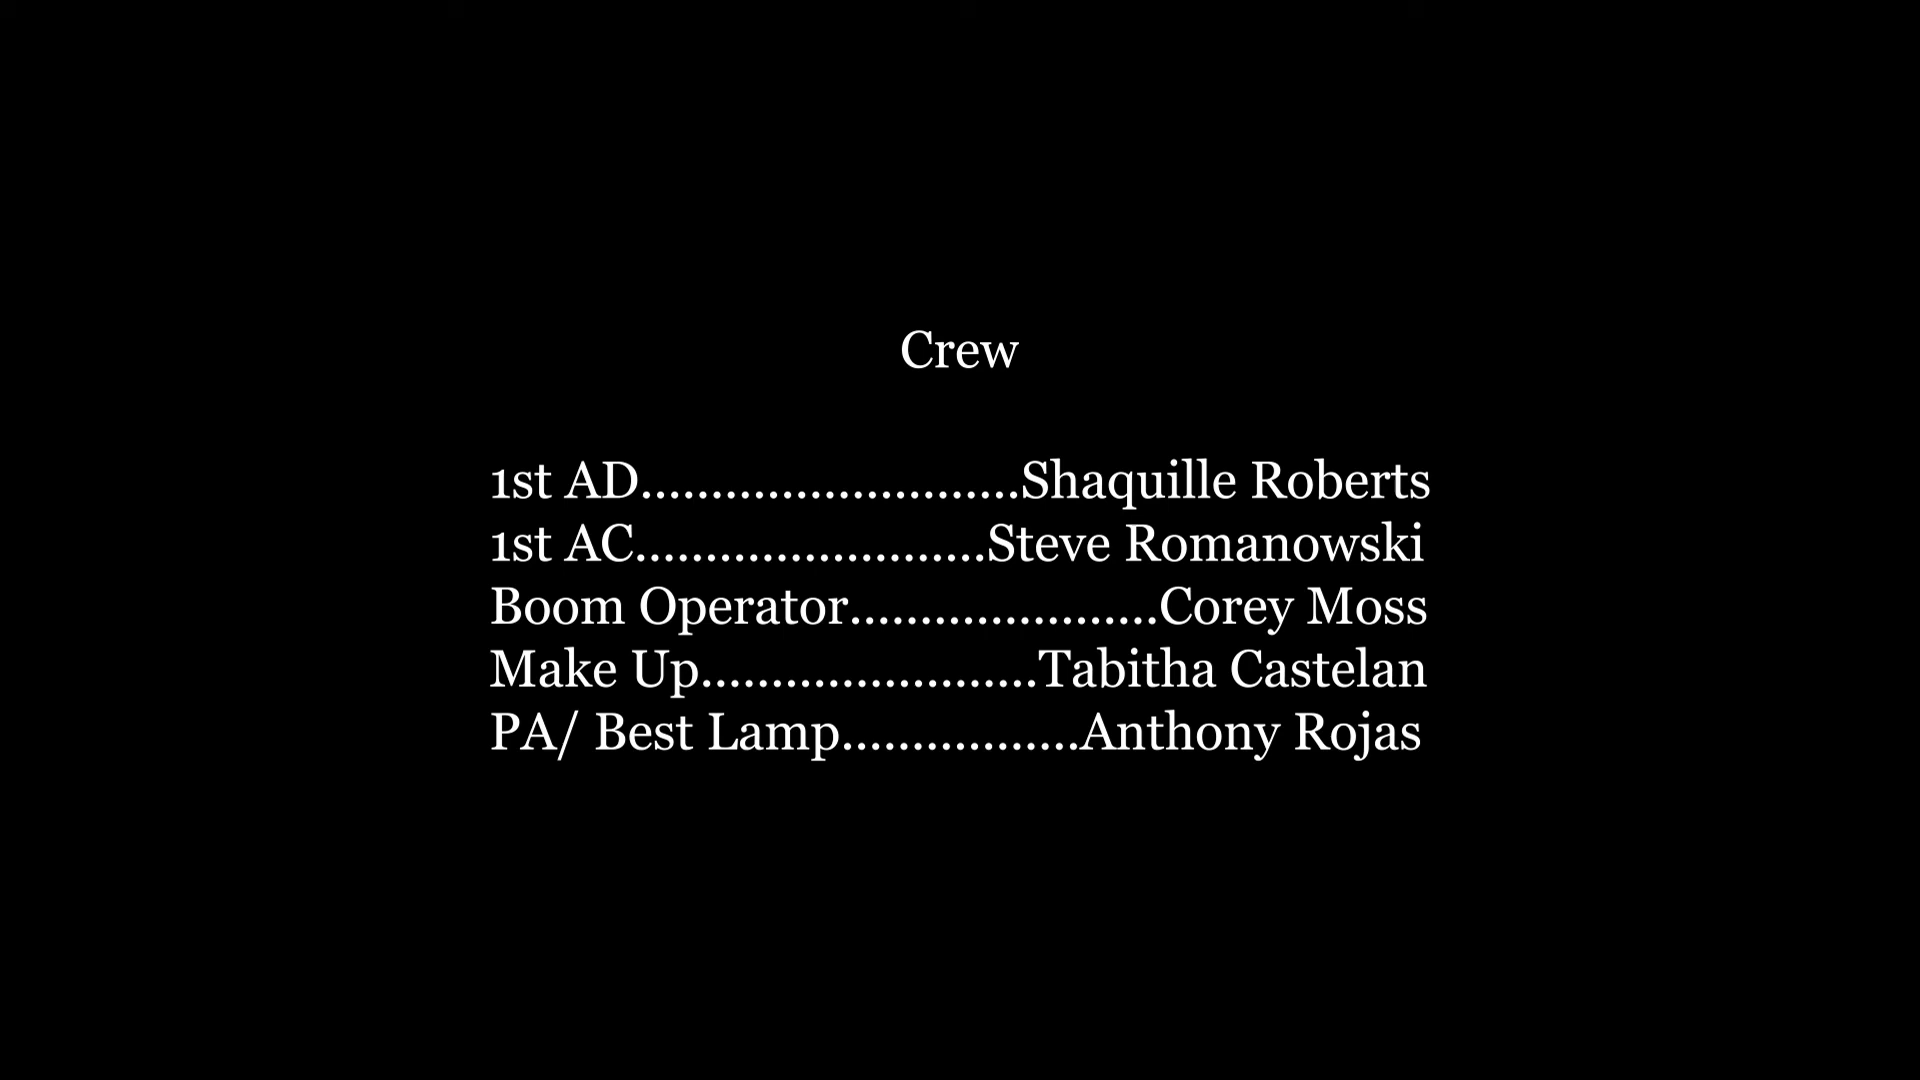 Crew
1st AD...........................Shaquille Roberts
1st AC.........................Steve Romanowski
Boom Operator......................Corey Moss
Make Up........................Tabitha Castelan
PA/ Best Lamp.................Anthony Rojas